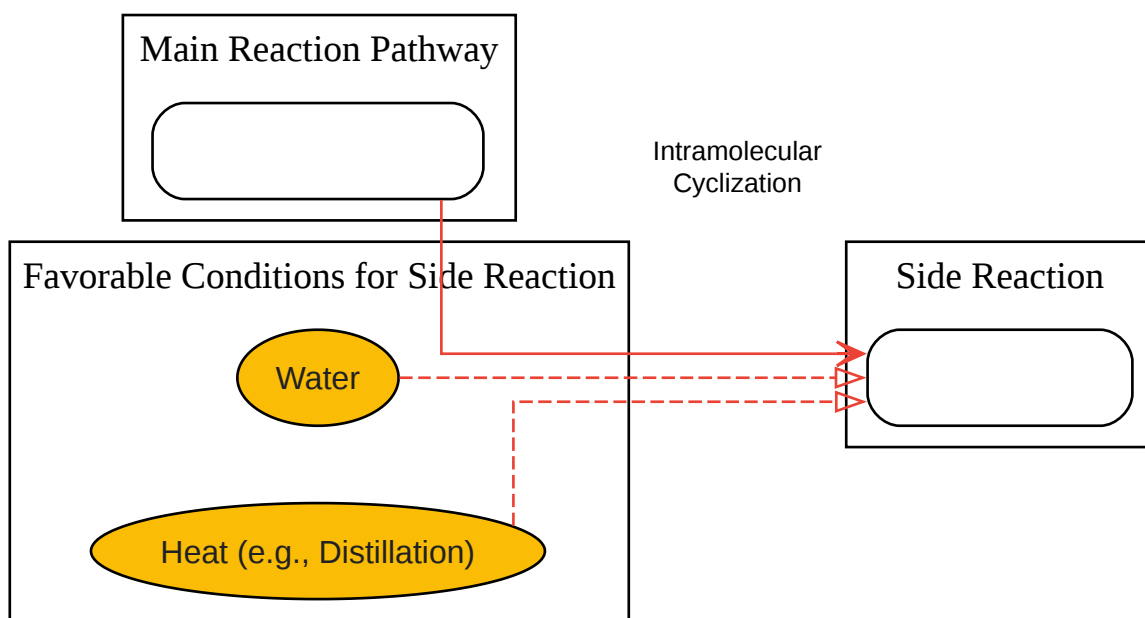 Main Reaction Pathway
Intramolecular
Cyclization
Favorable Conditions for Side Reaction
Side Reaction
Water
Heat (e.g., Distillation)